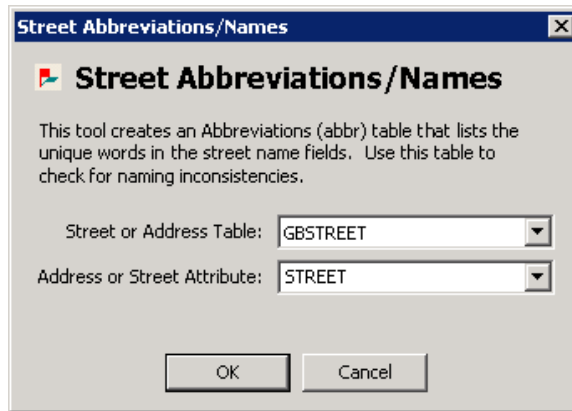 Street Abbreviations/Names
Street Abbreviations/Names
This tool creates an Abbreviations (abbr) table that lists the
unique words in the street name fields. Use this table to
check for naming inconsistencies.
Street or Address Table: GBSTREET
Address or Street Attribute: STREET
OK Cancel